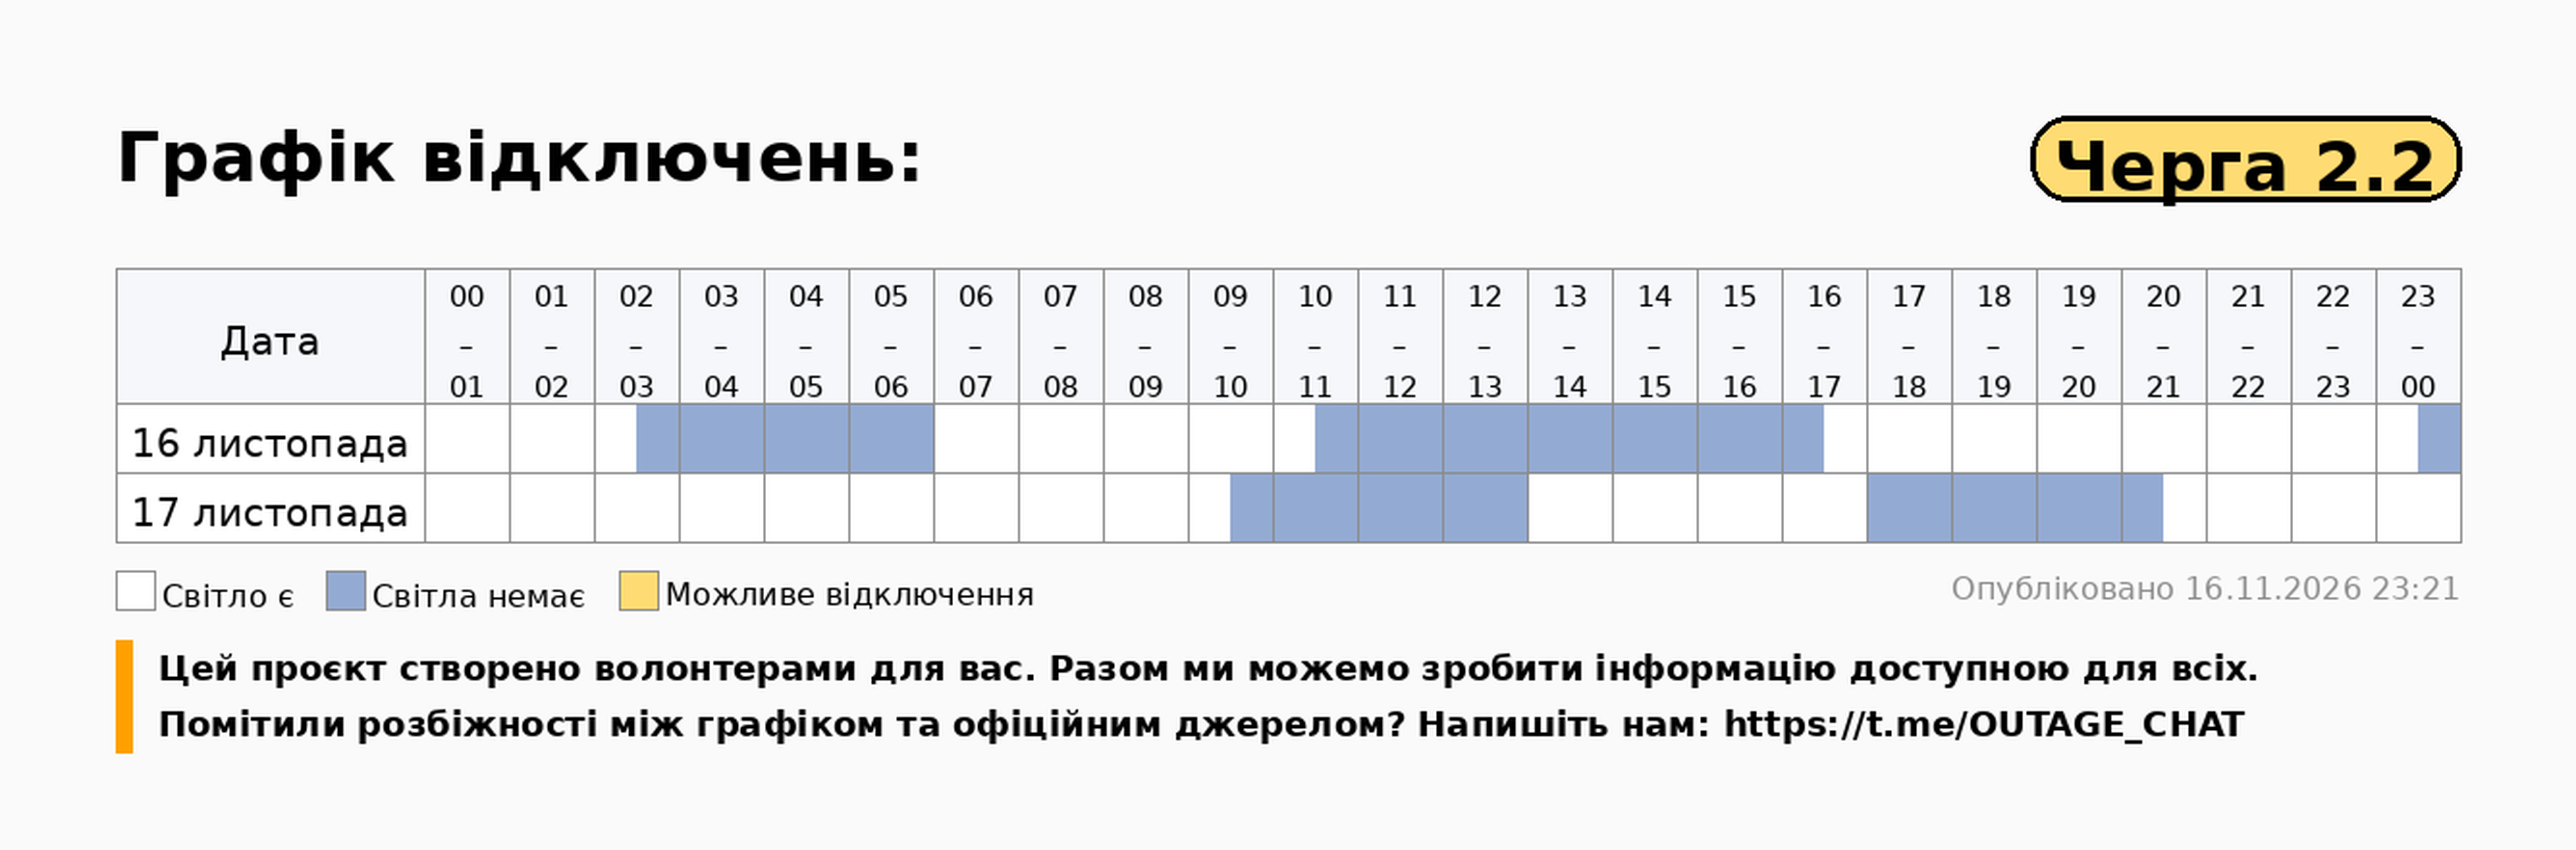 Графік відключень:
Черга 2.2
Дата 00 – 01 01 – 02 02 – 03 03 – 04 04 – 05 05 – 06 06 – 07 07 – 08 08 – 09 09 – 10 10 – 11 11 – 12 12 – 13 13 – 14 14 – 15 15 – 16 16 – 17 17 – 18 18 – 19 19 – 20 20 – 21 21 – 22 22 – 23 23 – 00
16 листопада
17 листопада
Світло є Світла немає Можливе відключення
Опубліковано 16.11.2026 23:21
Цей проєкт створено волонтерами для вас. Разом ми можемо зробити інформацію доступною для всіх.
Помітили розбіжності між графіком та офіційним джерелом? Напишіть нам: https://t.me/OUTAGE_CHAT